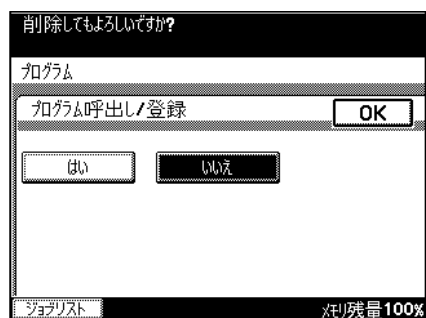 削除してもよろしいですか?
プログラム
プログラム呼出し/登録
OK
はい
いいえ
ジョブリスト
メモリ残量100%